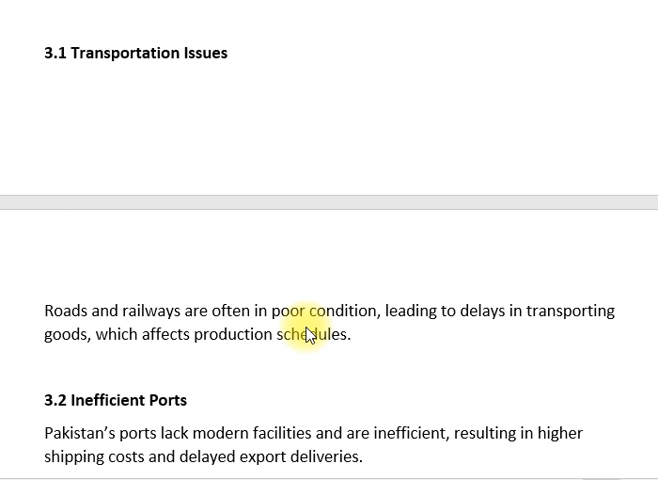 3.1 Transportation Issues
Roads and railways are often in poor condition, leading to delays in transporting
goods, which affects production schedules.
3.2 Inefficient Ports
Pakistan’s ports lack modern facilities and are inefficient, resulting in higher
shipping costs and delayed export deliveries.